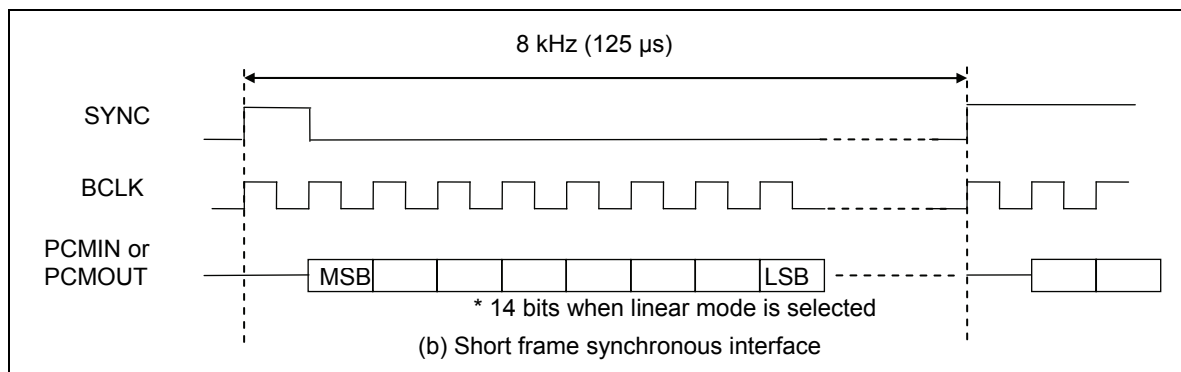 8 kHz (125 µs)
SYNC
BCLK
PCMIN or
PCMOUT
MSB
LSB
* 14 bits when linear mode is selected
(b) Short frame synchronous interface